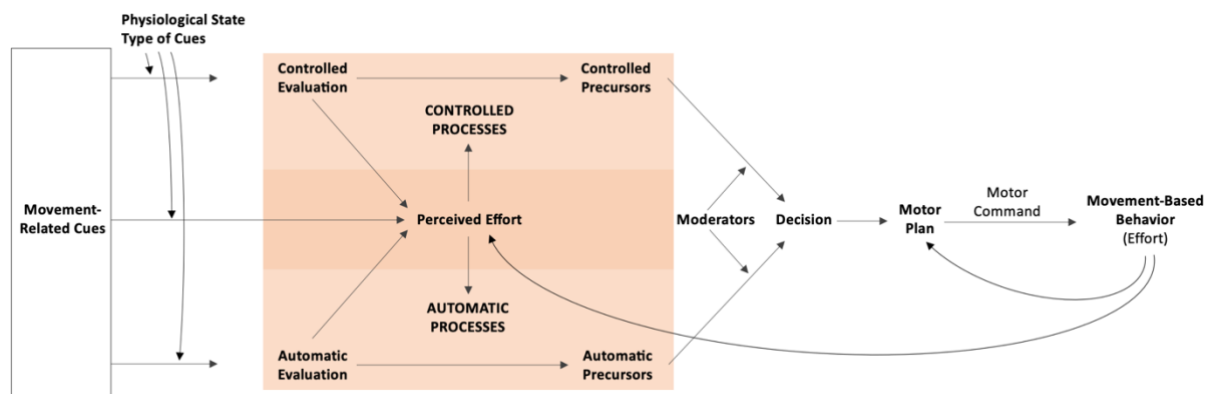 Physiological State
Type of Cues
Controlled
Evaluation
Controlled
Precursors
CONTROLLED
PROCESSES
Movement-
Related Cues
Perceived Effort
Moderators
Decision
Motor
Plan
Motor
Command
Movement-Based
Behavior
(Effort)
AUTOMATIC
PROCESSES
Automatic
Evaluation
Automatic
Precursors